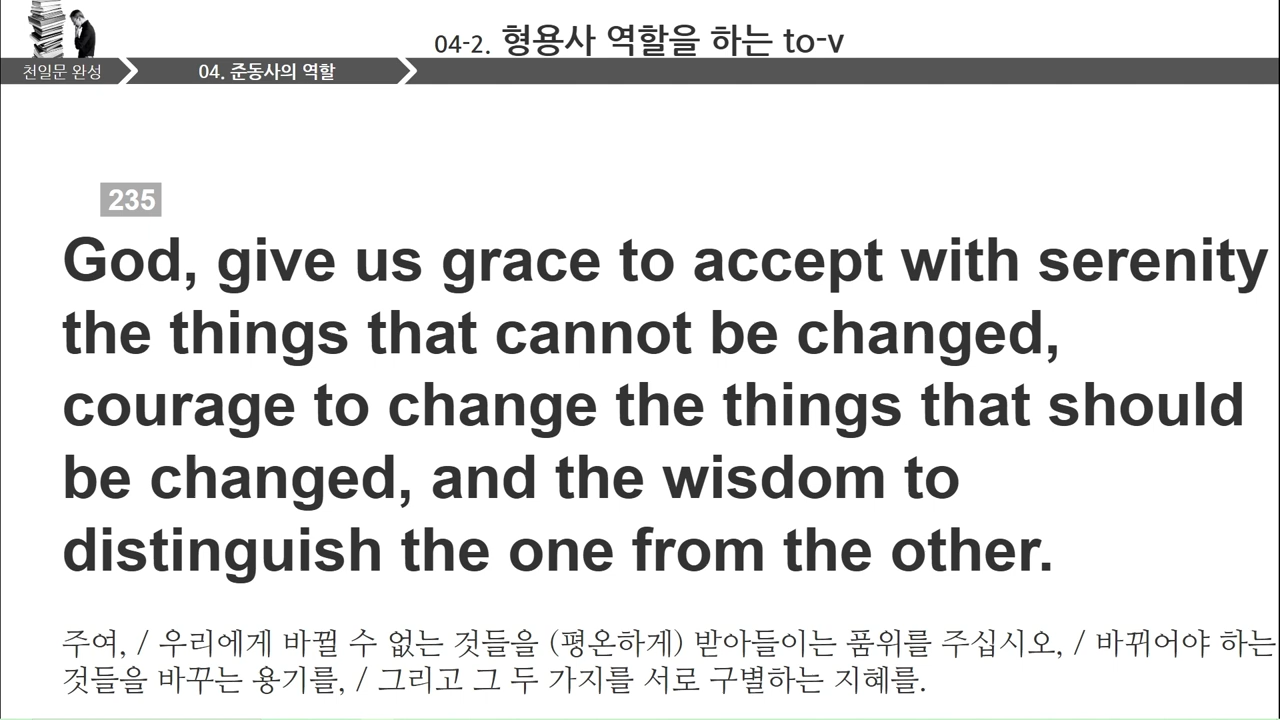 04-2. 형용사 역할을 하는 to-v
천일문 완성
04. 준동사의 역할
235
God, give us grace to accept with serenity
the things that cannot be changed,
courage to change the things that should
be changed, and the wisdom to
distinguish the one from the other.
주여, / 우리에게 바뀔 수 없는 것들을 (평온하게) 받아들이는 품위를 주십시오, / 바뀌어야 하는
것들을 바꾸는 용기를, / 그리고 그 두 가지를 서로 구별하는 지혜를.